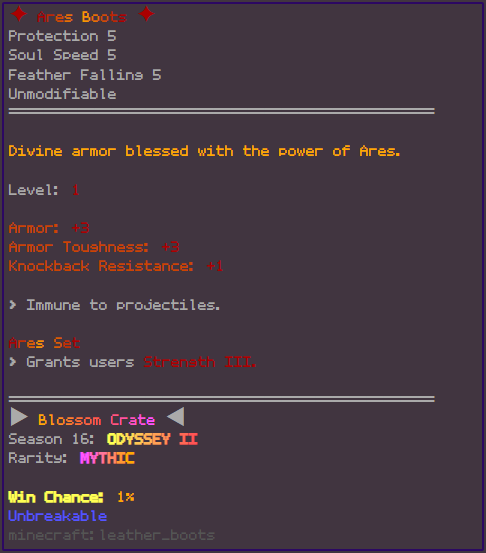 ✦ Ares Boots ✦
Protection 5
Soul Speed 5
Feather Falling 5
Unmodifiable
Divine armor blessed with the power of Ares.
Level: 1
Armor: +3
Armor Toughness: +3
Knockback Resistance: +1
> Immune to projectiles.
Ares Set
> Grants users Strength III.
▶ Blossom Crate ◀
Season 16: ODYSSEY II
Rarity: MYTHIC
Win Chance: 1%
Unbreakable
minecraft:leather_boots